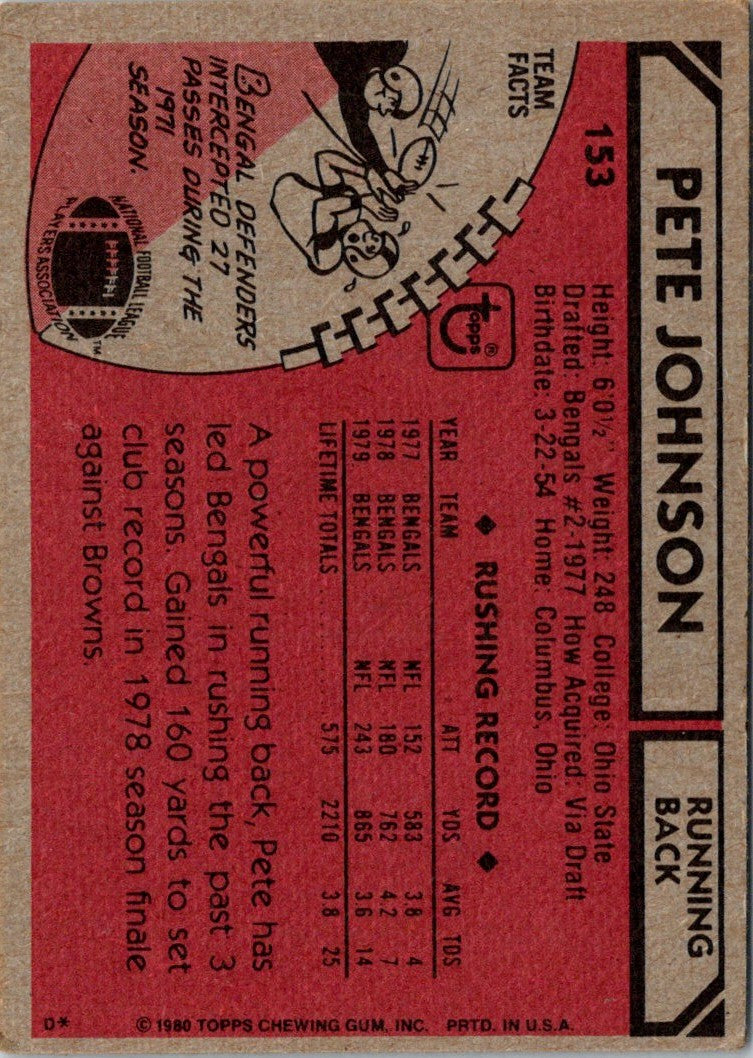 PETE JOHNSON
RUNNING
BACK
153
Height: 6'0½" Weight: 248 College: Ohio State
Drafted: Bengals #2-1977 How Acquired: Via Draft
Birthdate: 3-22-54 Home: Columbus, Ohio
TEAM
FACTS
topps®
BENGAL DEFENDERS
INTERCEPTED 27
PASSES DURING THE
1971
SEASON.
NATIONAL FOOTBALL LEAGUE
PLAYERS ASSOCIATION
TM
◆ RUSHING RECORD ◆
YEAR TEAM ATT YDS AVG TDS
1977 BENGALS NFL 152 583 3.8 4
1978 BENGALS NFL 180 762 4.2 7
1979 BENGALS NFL 243 865 3.6 14
LIFETIME TOTALS 575 2210 3.8 25
A powerful running back, Pete has
led Bengals in rushing the past 3
seasons. Gained 160 yards to set
club record in 1978 season finale
against Browns.
D* © 1980 TOPPS CHEWING GUM, INC. PRTD. IN U.S.A.